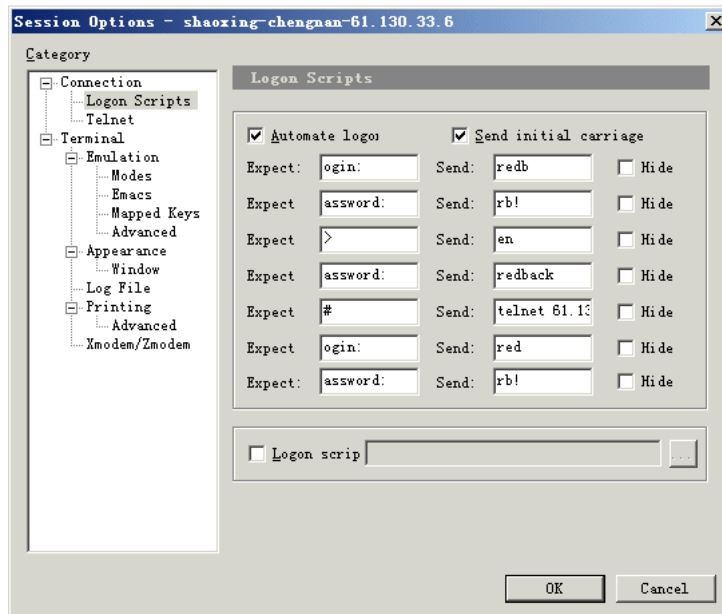 Session Options - shaoxing-chengnan-61.130.33.6
Category
Connection
Logon Scripts
Telnet
Terminal
Emulation
Modes
Emacs
Mapped Keys
Advanced
Appearance
Window
Log File
Printing
Advanced
Xmodem/Zmodem
Logon Scripts
Automate logon Send initial carriage
Expect: ogin: Send: redb Hide
Expect assword: Send: rb! Hide
Expect > Send: en Hide
Expect assword: Send: redback Hide
Expect # Send: telnet 61.13 Hide
Expect ogin: Send: red Hide
Expect: assword: Send: rb! Hide
Logon scrip ...
OK Cancel